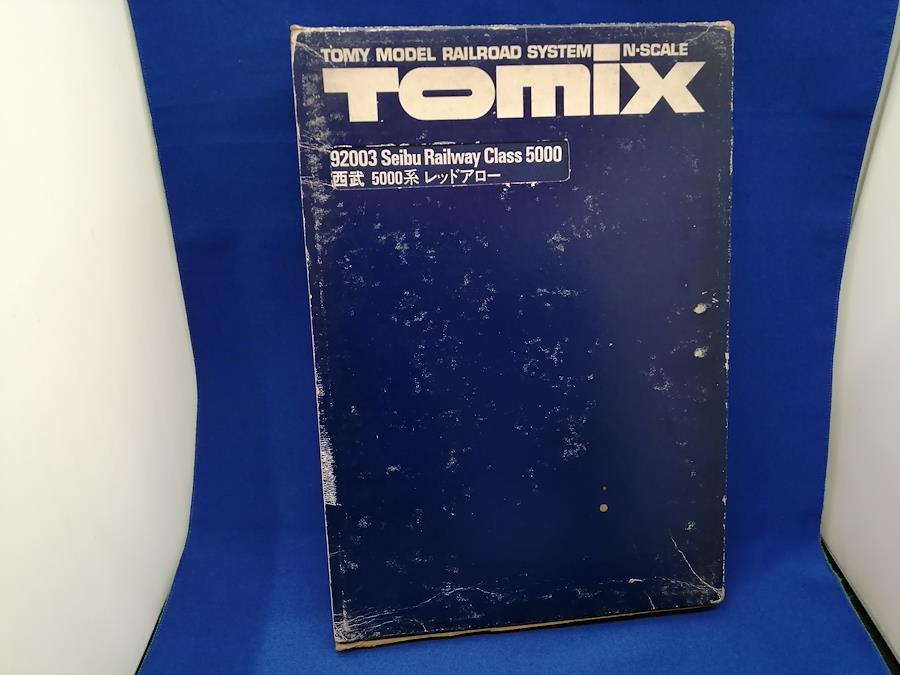 TOMY MODEL RAILROAD SYSTEM N-SCALE
TOMIX
92003 Seibu Railway Class 5000
西武 5000系 レッドアロー